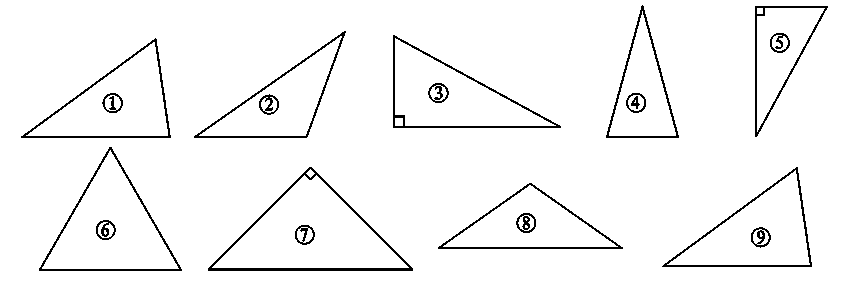 ① ② ③ ④ ⑤
⑥ ⑦ ⑧ ⑨